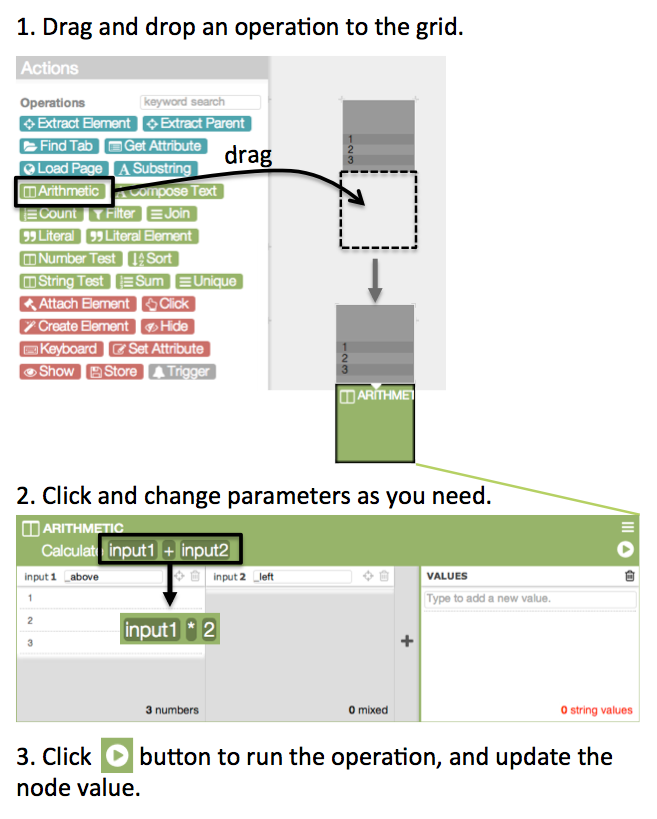 1. Drag and drop an operation to the grid.
Actions
Operations keyword search
Extract Element Extract Parent
Find Tab Get Attribute
Load Page Substring
drag
Arithmetic Compose Text
Count Filter Join
Literal Literal Element
Number Test Sort
String Test Sum Unique
Attach Element Click
Create Element Hide
Keyboard Set Attribute
Show Store Trigger
1
2
3
1
2
3
ARITHMET
2. Click and change parameters as you need.
ARITHMETIC
Calculate input1 + input2
input 1 _above input 2 _left VALUES
1 Type to add a new value.
2
input1 * 2
3
+
3 numbers 0 mixed 0 string values
3. Click button to run the operation, and update the
node value.